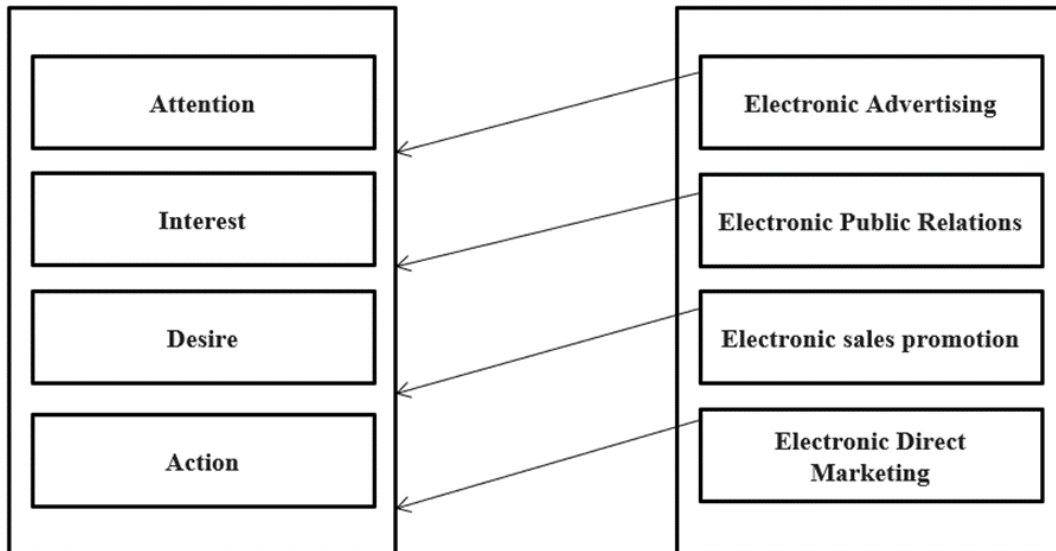 Attention
Interest
Desire
Action
Electronic Advertising
Electronic Public Relations
Electronic sales promotion
Electronic Direct
Marketing